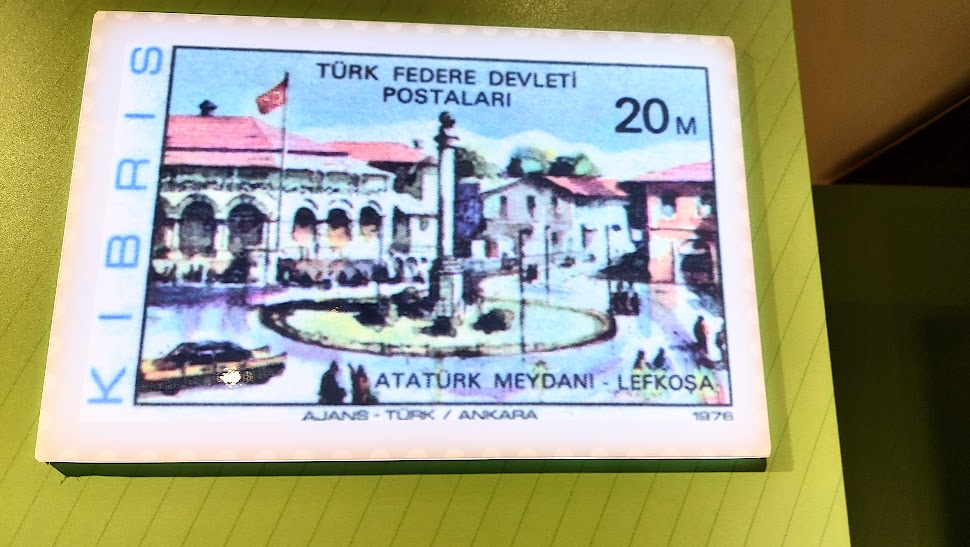 KIBRIS
TÜRK FEDERE DEVLETİ
POSTALARI
20 M
ATATÜRK MEYDANI - LEFKOŞA
AJANS - TÜRK / ANKARA
1976